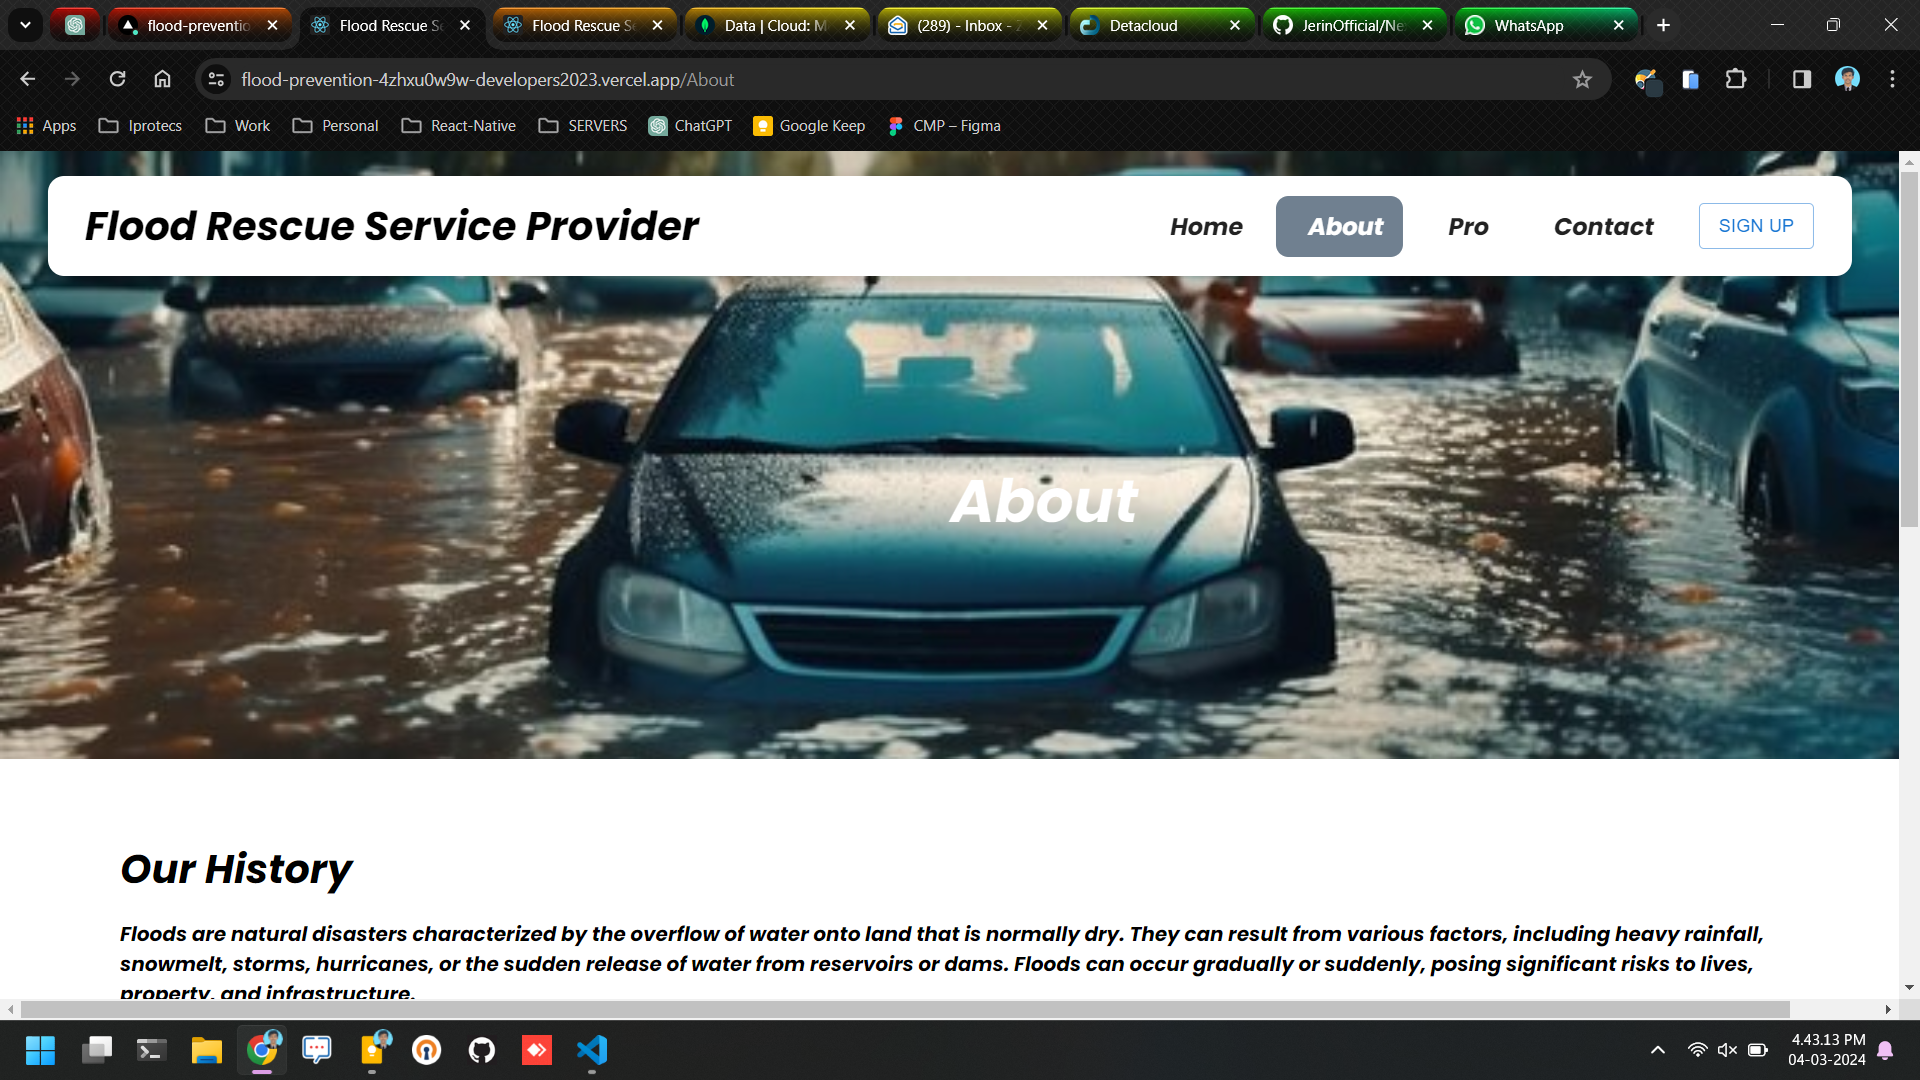 flood-preventio
Flood Rescue Se
Flood Rescue Se
Data | Cloud: M
(289) - Inbox - Z
Detacloud
JerinOfficial/Ne
WhatsApp
flood-prevention-4zhxu0w9w-developers2023.vercel.app/About
Apps
Iprotecs
Work
Personal
React-Native
SERVERS
ChatGPT
Google Keep
CMP – Figma
Flood Rescue Service Provider
Home
About
Pro
Contact
SIGN UP
About
Our History
Floods are natural disasters characterized by the overflow of water onto land that is normally dry. They can result from various factors, including heavy rainfall,
snowmelt, storms, hurricanes, or the sudden release of water from reservoirs or dams. Floods can occur gradually or suddenly, posing significant risks to lives,
property, and infrastructure.
4.43.13 PM
04-03-2024